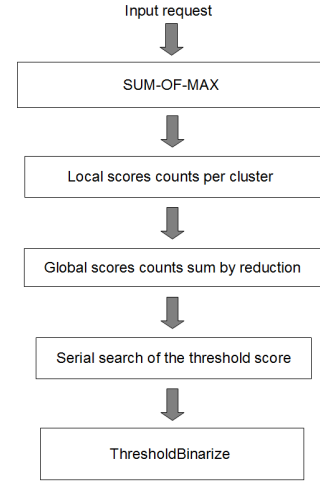 Input request
SUM-OF-MAX
Local scores counts per cluster
Global scores counts sum by reduction
Serial search of the threshold score
ThresholdBinarize